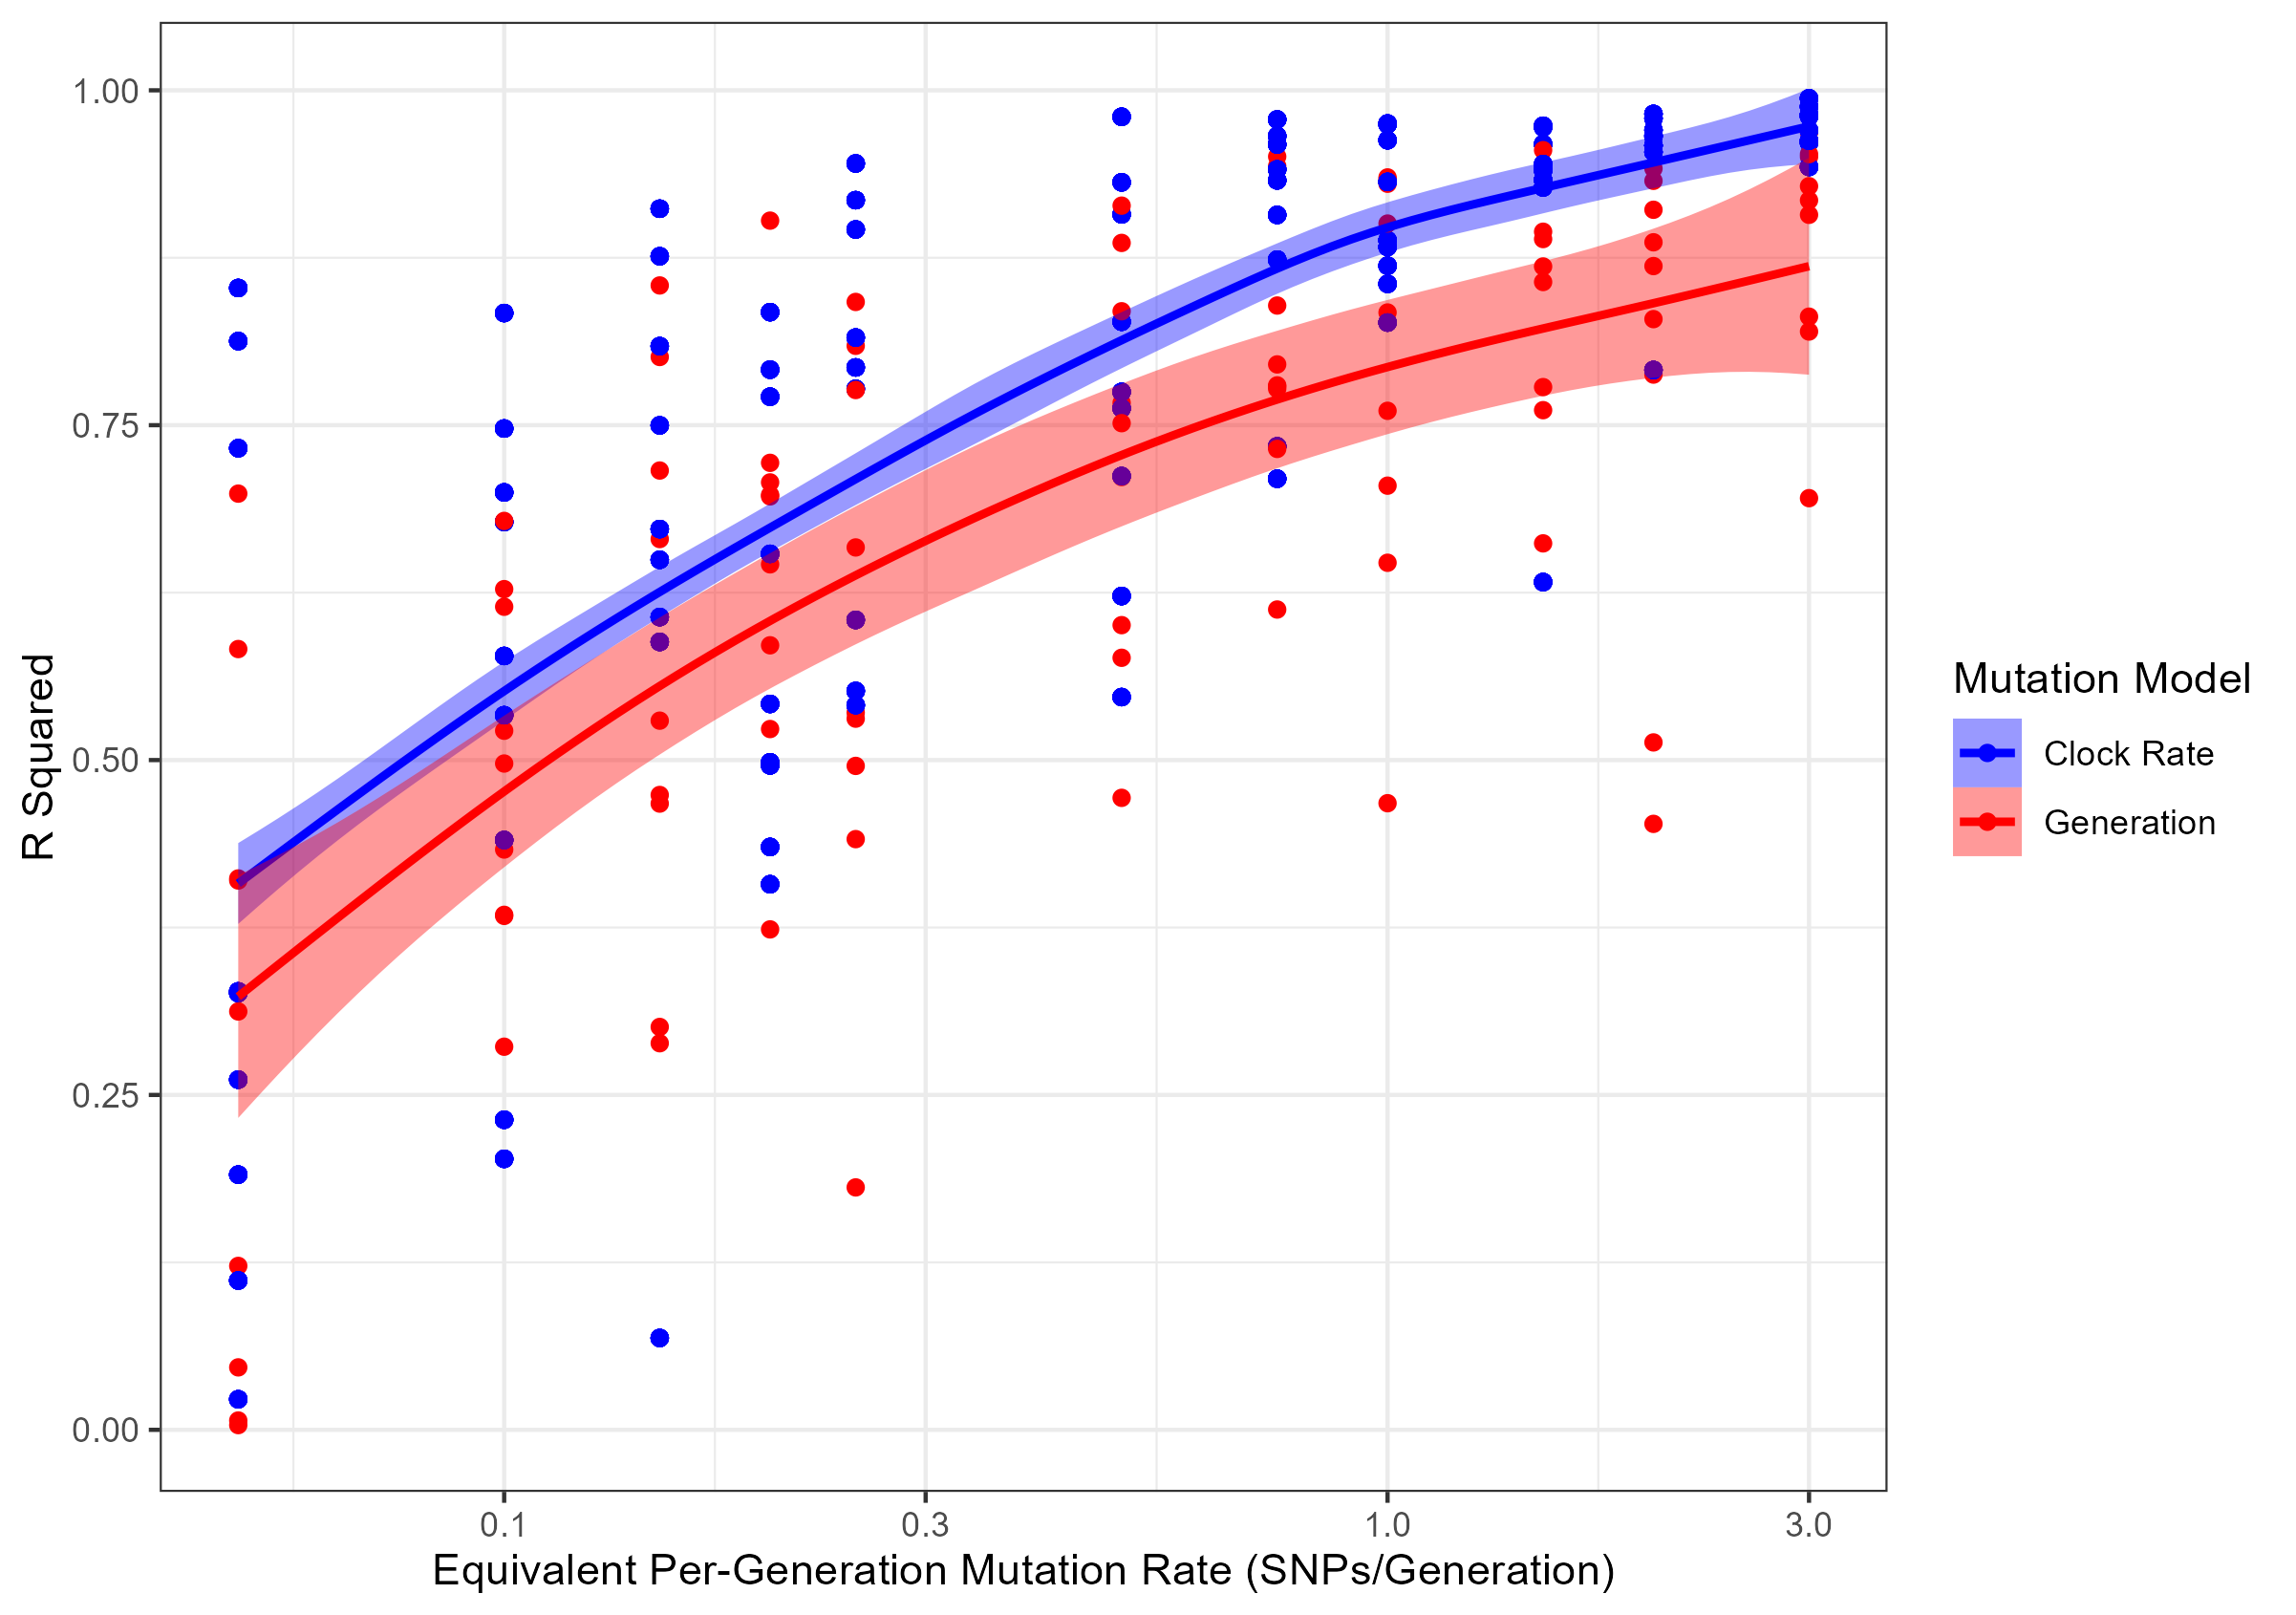 1.00
0.75
0.50
0.25
0.00
R Squared
0.1
0.3
1.0
3.0
Equivalent Per-Generation Mutation Rate (SNPs/Generation)
Mutation Model
Clock Rate
Generation